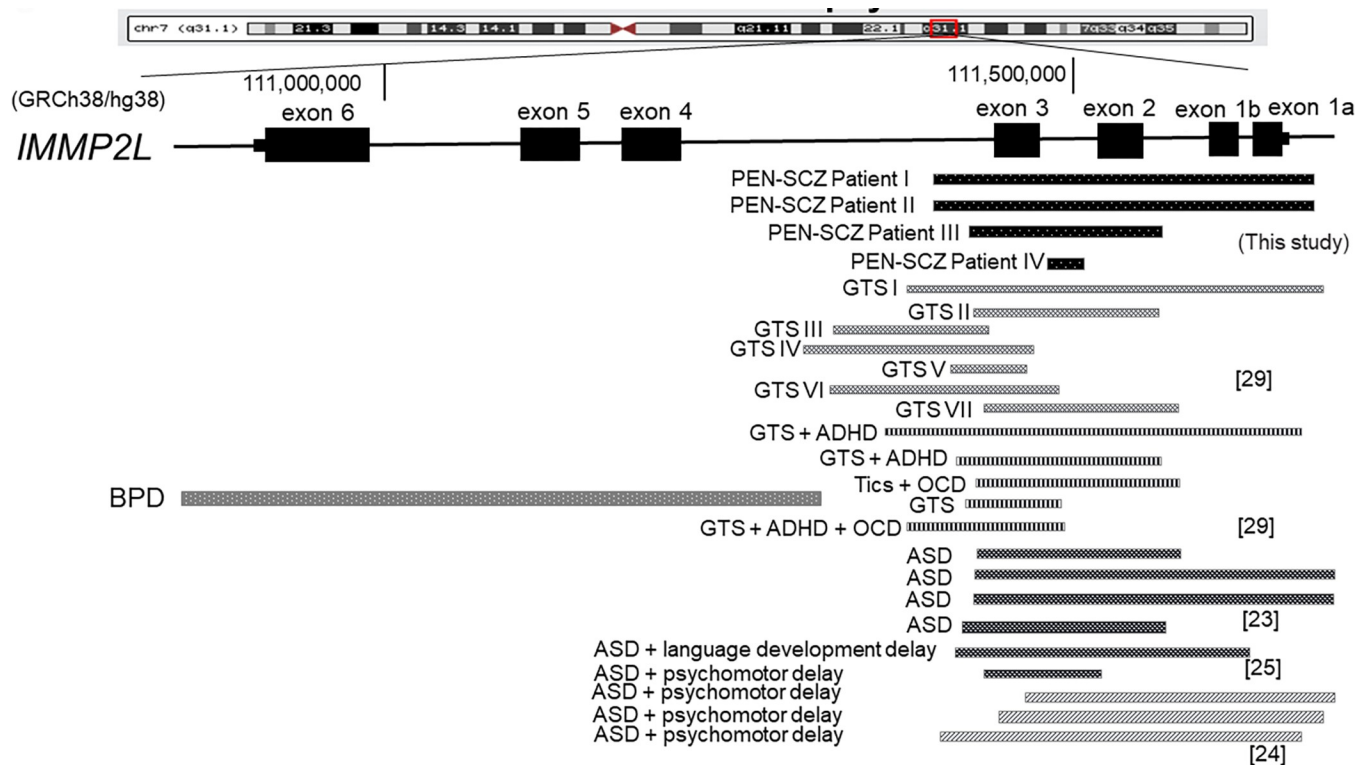 chr7 (q31.1) 21.3 14.3 14.1 q21.11 22.1 q31.1 7q33 q34 q35
111,000,000 111,500,000
(GRCh38/hg38)
exon 6 exon 5 exon 4 exon 3 exon 2 exon 1b exon 1a
IMMP2L
PEN-SCZ Patient I
PEN-SCZ Patient II
PEN-SCZ Patient III
(This study)
PEN-SCZ Patient IV
GTS I
GTS II
GTS III
GTS IV
GTS V
[29]
GTS VI
GTS VII
GTS + ADHD
GTS + ADHD
Tics + OCD
BPD
GTS
GTS + ADHD + OCD
[29]
ASD
ASD
ASD
[23]
ASD
ASD + language development delay
[25]
ASD + psychomotor delay
ASD + psychomotor delay
ASD + psychomotor delay
ASD + psychomotor delay
[24]